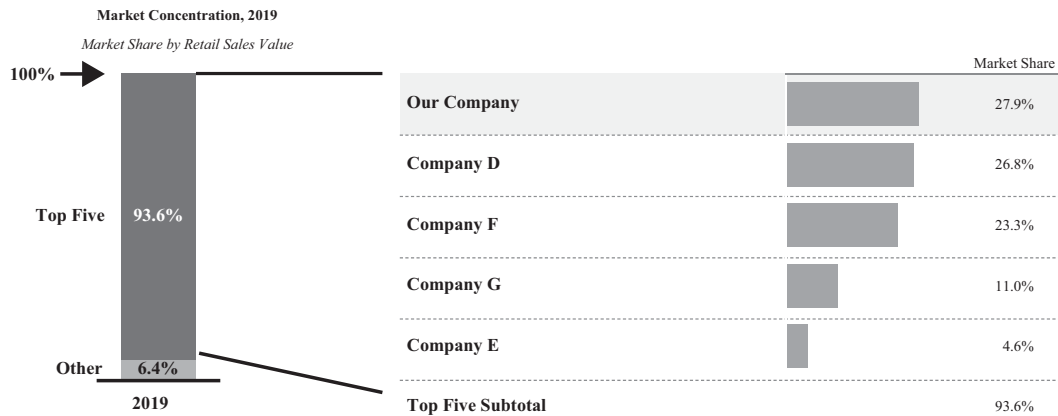 Market Concentration, 2019
Market Share by Retail Sales Value
100%
Top Five
93.6%
Other
6.4%
2019
Market Share
Our Company 27.9%
Company D 26.8%
Company F 23.3%
Company G 11.0%
Company E 4.6%
Top Five Subtotal 93.6%